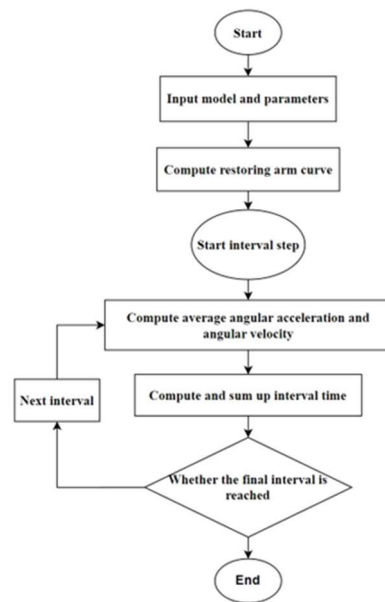 Start
Input model and parameters
Compute restoring arm curve
Start interval step
Compute average angular acceleration and
angular velocity
Next interval
Compute and sum up interval time
Whether the final interval is
reached
End